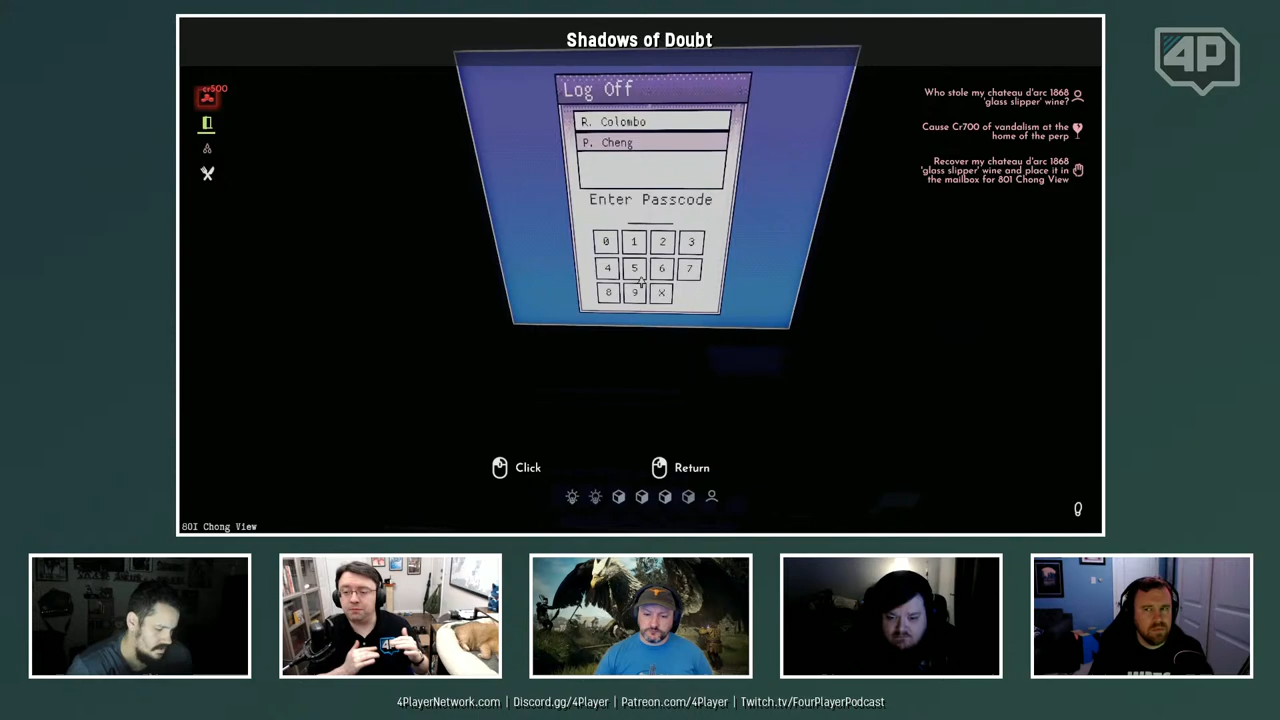 Shadows of Doubt
4P
cr500
Log Off
R. Colombo
P. Cheng
Enter Passcode
0 1 2 3
4 5 6 7
8 9 X
Who stole my chateau d'arc 1868
'glass slipper' wine?
Cause Cr700 of vandalism at the
home of the perp
Recover my chateau d'arc 1868
'glass slipper' wine and place it in
the mailbox for 801 Chong View
Click
Return
801 Chong View
4PlayerNetwork.com | Discord.gg/4Player | Patreon.com/4Player | Twitch.tv/FourPlayerPodcast